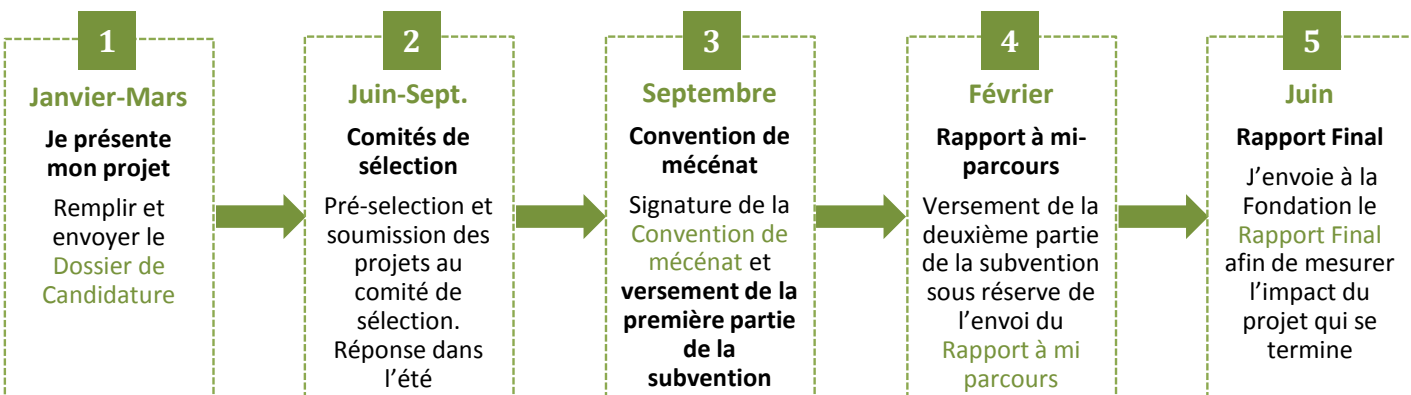 1
Janvier-Mars
Je présente
mon projet
Remplir et
envoyer le
Dossier de
Candidature
2
Juin-Sept.
Comités de
sélection
Pré-selection et
soumission des
projets au
comité de
sélection.
Réponse dans
l’été
3
Septembre
Convention de
mécénat
Signature de la
Convention de
mécénat et
versement de la
première partie
de la
subvention
4
Février
Rapport à mi-
parcours
Versement de la
deuxième partie
de la subvention
sous réserve de
l’envoi du
Rapport à mi
parcours
5
Juin
Rapport Final
J’envoie à la
Fondation le
Rapport Final
afin de mesurer
l’impact du
projet qui se
termine